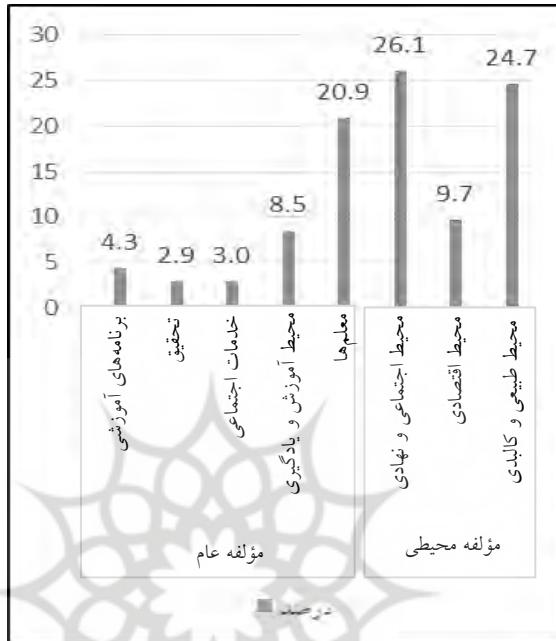 30
25
20
15
10
5
0
4.3
2.9
3.0
8.5
20.9
26.1
9.7
24.7
برنامه‌های آموزشی
تحقیق
خدمات اجتماعی
محیط آموزش و یادگیری
معلم‌ها
محیط اجتماعی و نهادی
محیط اقتصادی
محیط طبیعی و کالبدی
مؤلفه عام
مؤلفه محیطی
درصد